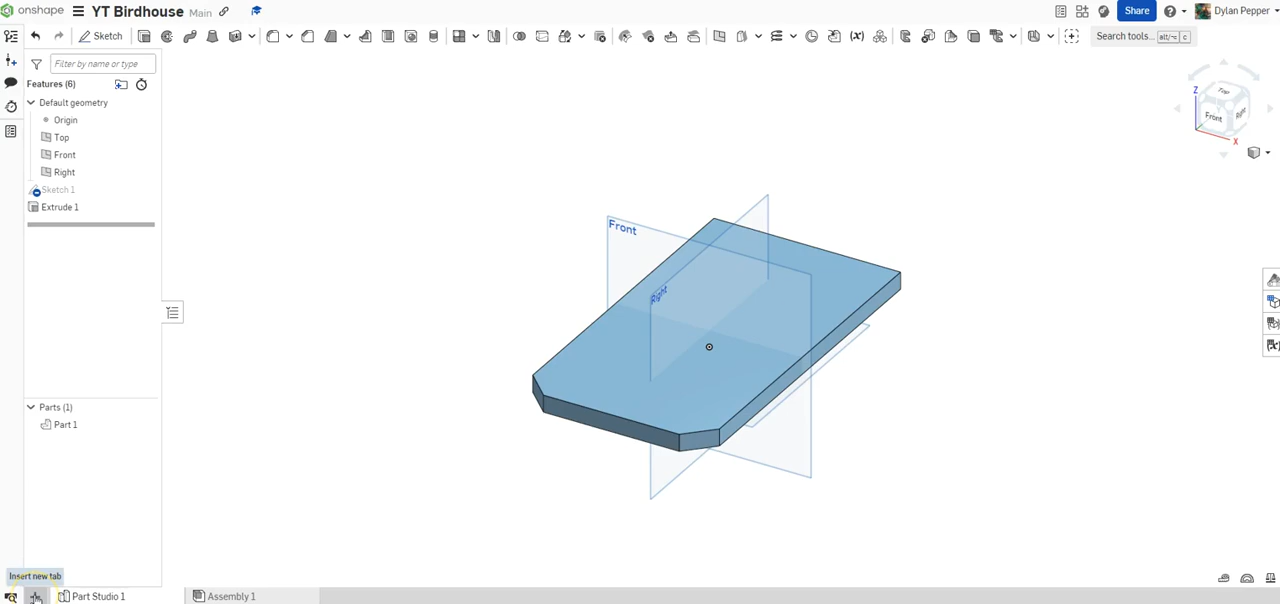 onshape YT Birdhouse Main Share Dylan Pepper
Sketch Search tools... alt/⌥ c
Filter by name or type
Features (6)
Default geometry
Origin
Top
Front
Right
Sketch 1
Extrude 1
Parts (1)
Part 1
Front
Right
Z
Top
Front
Right
X
Insert new tab
Part Studio 1
Assembly 1